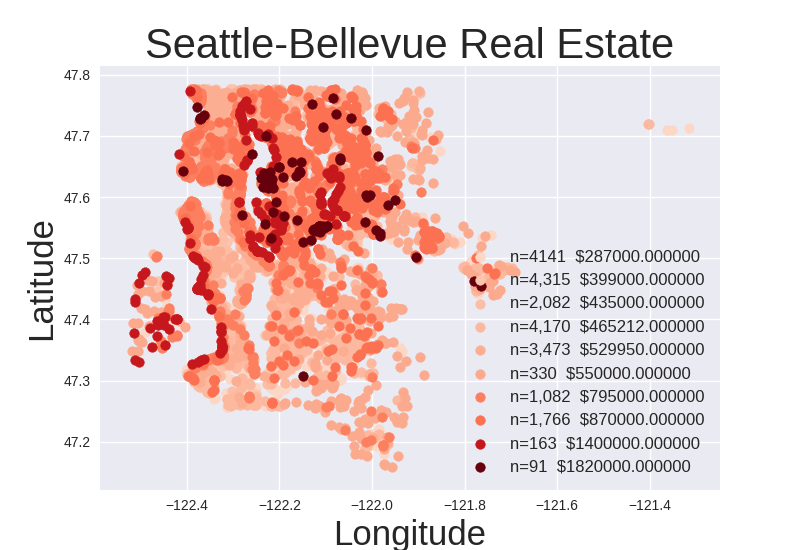 Seattle-Bellevue Real Estate
Latitude
47.8
47.7
47.6
47.5
47.4
47.3
47.2
n=4141  $287000.000000
n=4,315  $399000.000000
n=2,082  $435000.000000
n=4,170  $465212.000000
n=3,473  $529950.000000
n=330  $550000.000000
n=1,082  $795000.000000
n=1,766  $870000.000000
n=163  $1400000.000000
n=91  $1820000.000000
−122.4 −122.2 −122.0 −121.8 −121.6 −121.4
Longitude